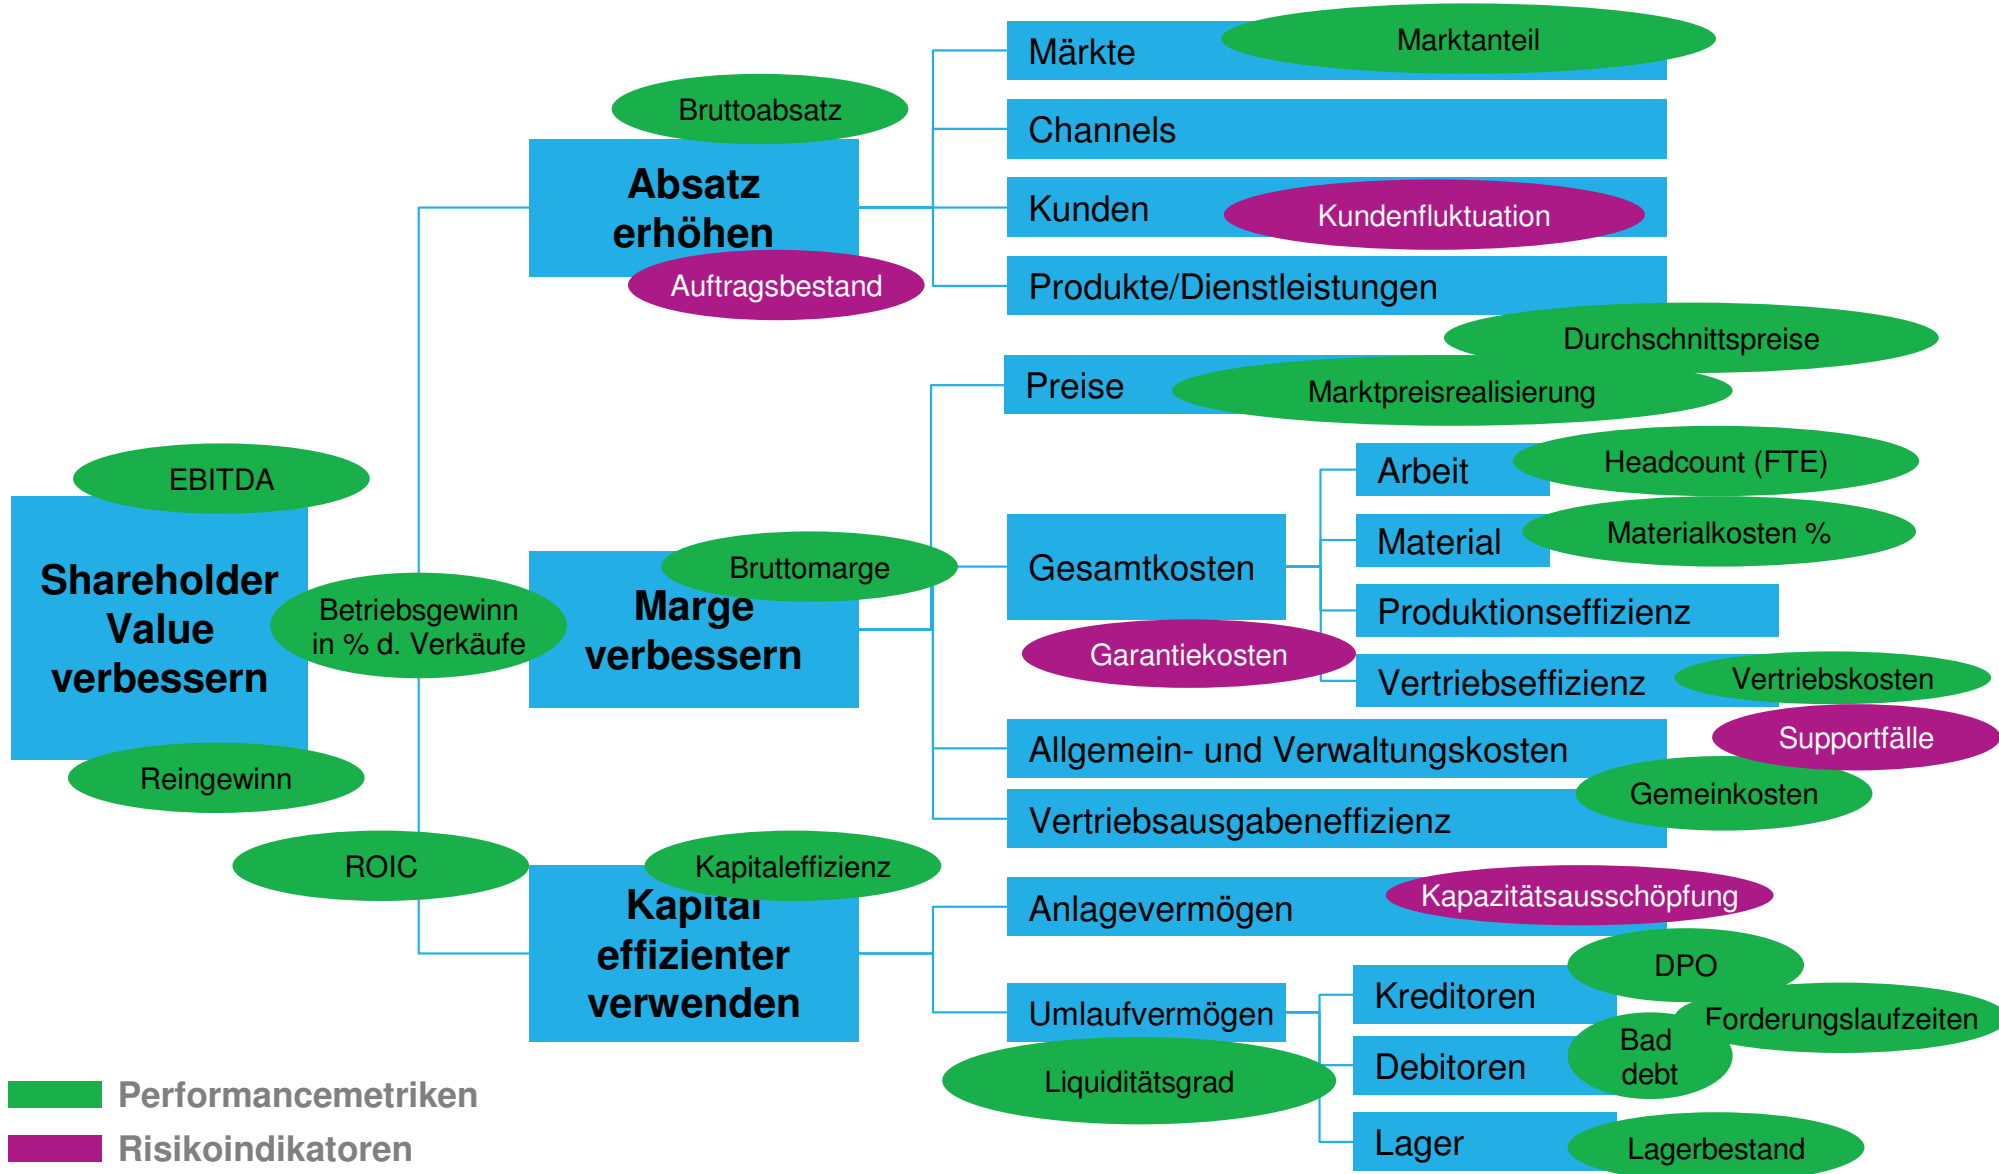 Marktanteil
Märkte
Bruttoabsatz
Channels
Absatz
erhöhen
Kunden
Kundenfluktuation
Auftragsbestand
Produkte/Dienstleistungen
Durchschnittspreise
Preise
Marktpreisrealisierung
EBITDA
Arbeit
Headcount (FTE)
Material
Materialkosten %
Shareholder
Value
verbessern
Betriebsgewinn
in % d. Verkäufe
Bruttomarge
Marge
verbessern
Gesamtkosten
Produktionseffizienz
Garantiekosten
Vertriebseffizienz
Vertriebskosten
Supportfälle
Allgemein- und Verwaltungskosten
Reingewinn
Gemeinkosten
Vertriebsausgabeneffizienz
ROIC
Kapitaleffizienz
Kapital
effizienter
verwenden
Anlagevermögen
Kapazitätsausschöpfung
DPO
Kreditoren
Umlaufvermögen
Forderungslaufzeiten
Bad
debt
Debitoren
Liquiditätsgrad
Lager
Lagerbestand
Performancemetriken
Risikoindikatoren